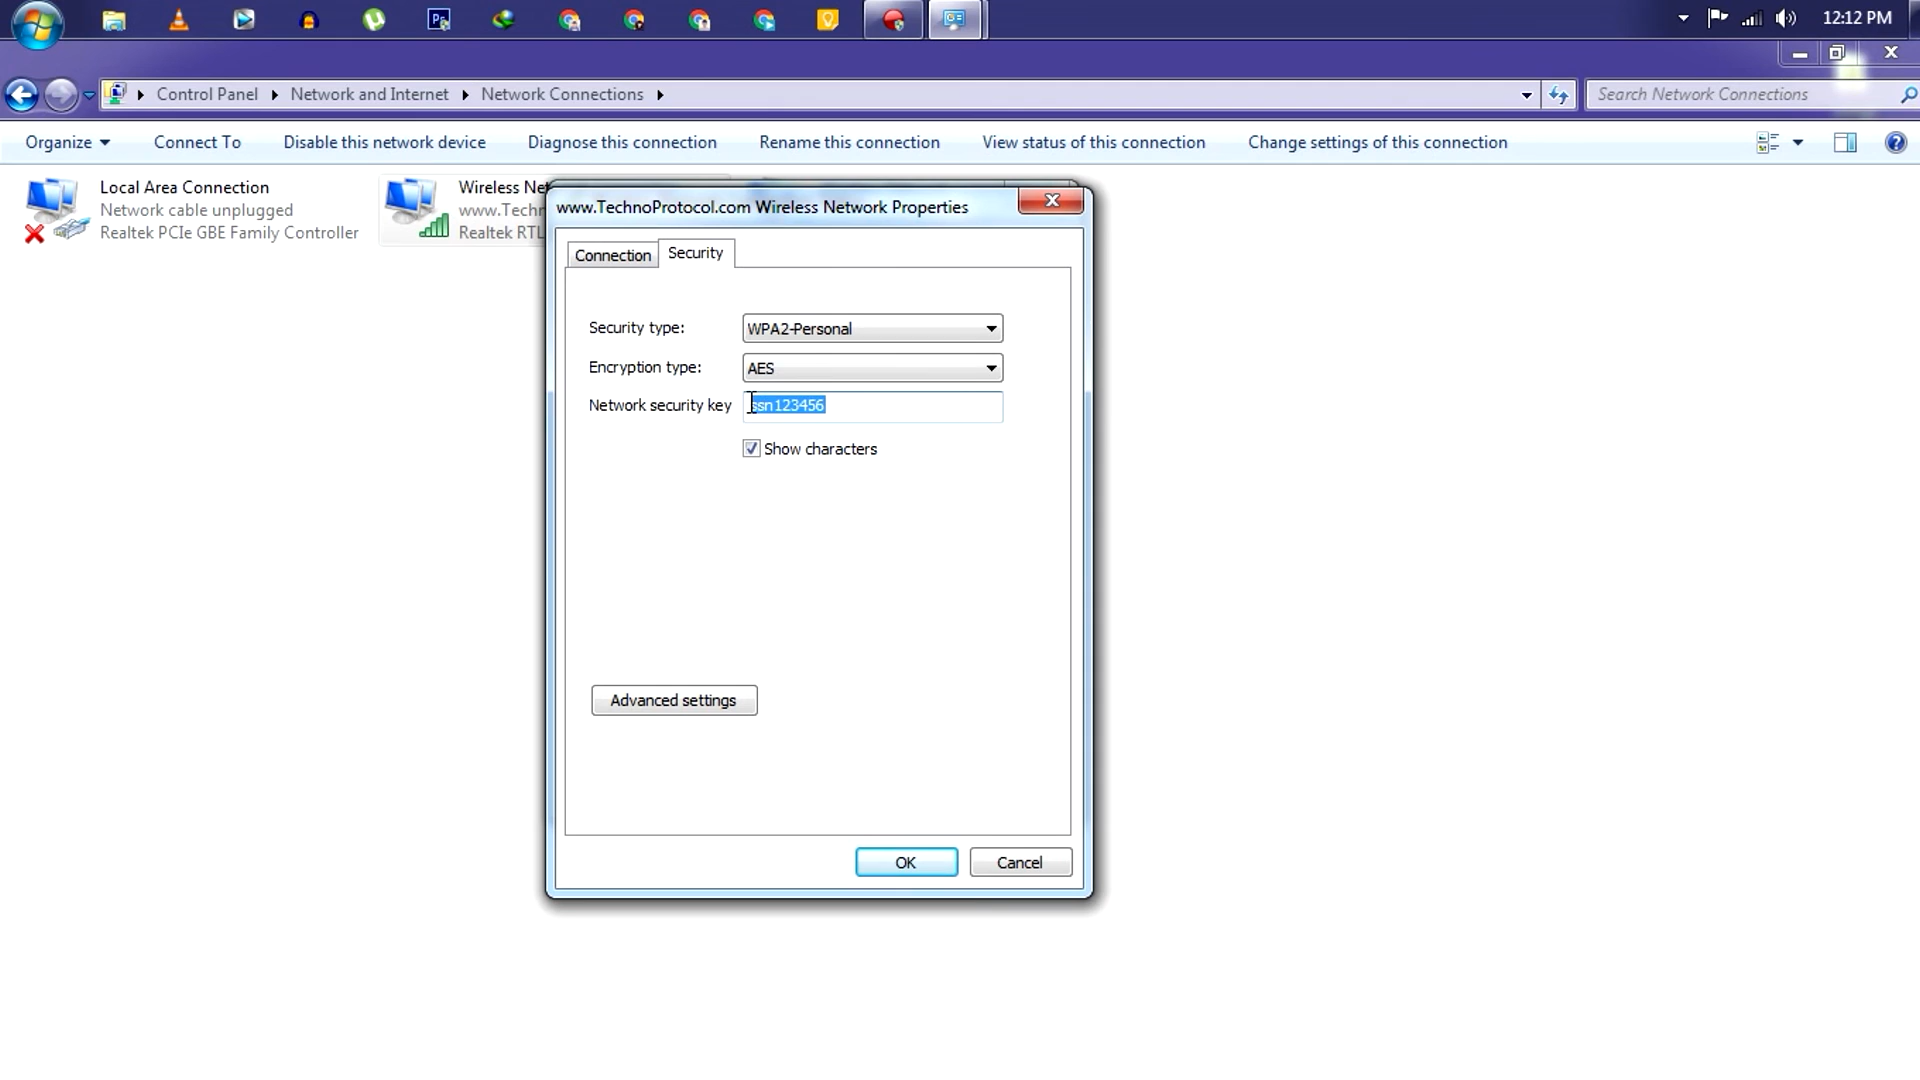 12:12 PM
Control Panel Network and Internet Network Connections
Search Network Connections
Organize Connect To Disable this network device Diagnose this connection Rename this connection View status of this connection Change settings of this connection
Local Area Connection
Network cable unplugged
Realtek PCIe GBE Family Controller
Wireless Net
www.Techn
Realtek RTL
www.TechnoProtocol.com Wireless Network Properties
Connection Security
Security type: WPA2-Personal
Encryption type: AES
Network security key ssn123456
Show characters
Advanced settings
OK Cancel